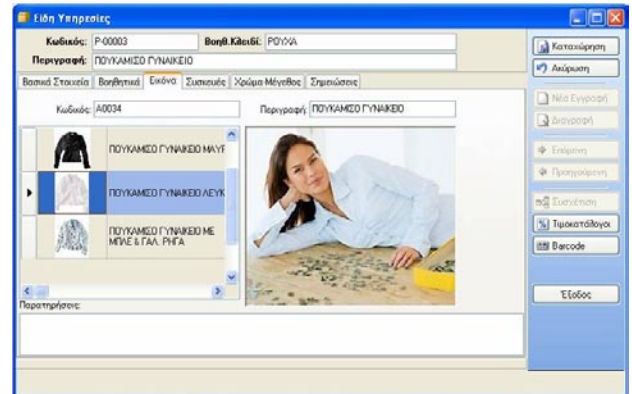 Είδη Υπηρεσίες
Κωδικός: P-00003 Βοηθ.Κλειδί: ΡΟΥΧΑ
Περιγραφή: ΠΟΥΚΑΜΙΣΟ ΓΥΝΑΙΚΕΙΟ
Βασικά Στοιχεία Βοηθητικά Εικόνα Συσκευές Χρώμα-Μέγεθος Σημειώσεις
Κωδικός: A0034 Περιγραφή: ΠΟΥΚΑΜΙΣΟ ΓΥΝΑΙΚΕΙΟ
ΠΟΥΚΑΜΙΣΟ ΓΥΝΑΙΚΕΙΟ ΜΑΥΡ
ΠΟΥΚΑΜΙΣΟ ΓΥΝΑΙΚΕΙΟ ΛΕΥΚ
ΠΟΥΚΑΜΙΣΟ ΓΥΝΑΙΚΕΙΟ ΜΕ
ΜΠΛΕ & ΓΑΛ. ΡΗΓΑ
Παρατηρήσεις:
Καταχώρηση
Ακύρωση
Νέα Εγγραφή
Διαγραφή
Επόμενη
Προηγούμενη
Συσχέτιση
Τιμοκατάλογοι
Barcode
Έξοδος